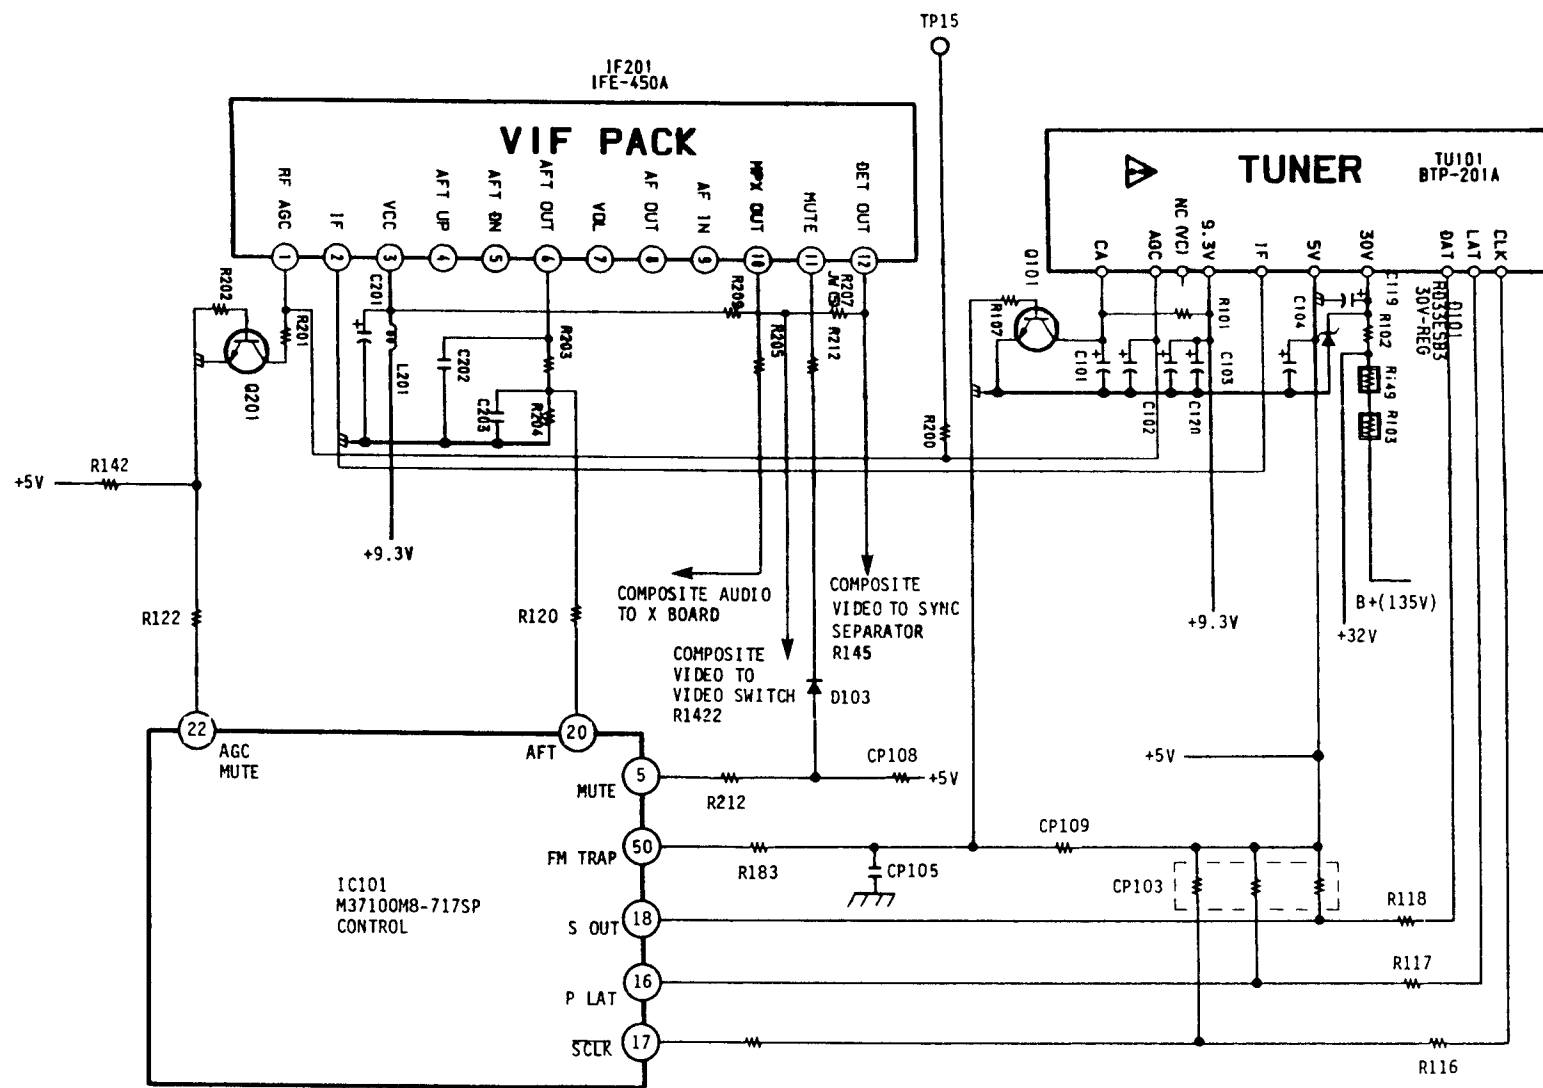 TP15
IF201
IFE-450A
VIF PACK
RF AGC
IF
VCC
AFT UP
AFT DN
AFT OUT
VOL
AF OUT
AF IN
MPX OUT
MUTE
DET OUT
1
2
3
4
5
6
7
8
9
10
11
12
TUNER
TU101
BTP-201A
CA
AGC
NC (VC)
9.3V
IF
5V
30V
DAT
LAT
CLK
R202
R201
Q201
C201
L201
C202
R203
C203
R204
R209
R205
JW(5)
R207
R212
R200
Q101
R107
C101
C102
R101
C103
C120
C104
C119
R102
D101
RD33ESB3
30V-REG
R149
R103
+5V
R142
+9.3V
R122
R120
COMPOSITE AUDIO
TO X BOARD
COMPOSITE
VIDEO TO
VIDEO SWITCH
R1422
COMPOSITE
VIDEO TO SYNC
SEPARATOR
R145
D103
+9.3V
+32V
B+(135V)
22
AGC
MUTE
20
AFT
5
MUTE
R212
CP108
+5V
+5V
50
FM TRAP
R183
CP105
CP109
CP103
IC101
M37100M8-717SP
CONTROL
18
S OUT
R118
16
P LAT
R117
17
SCLK
R116